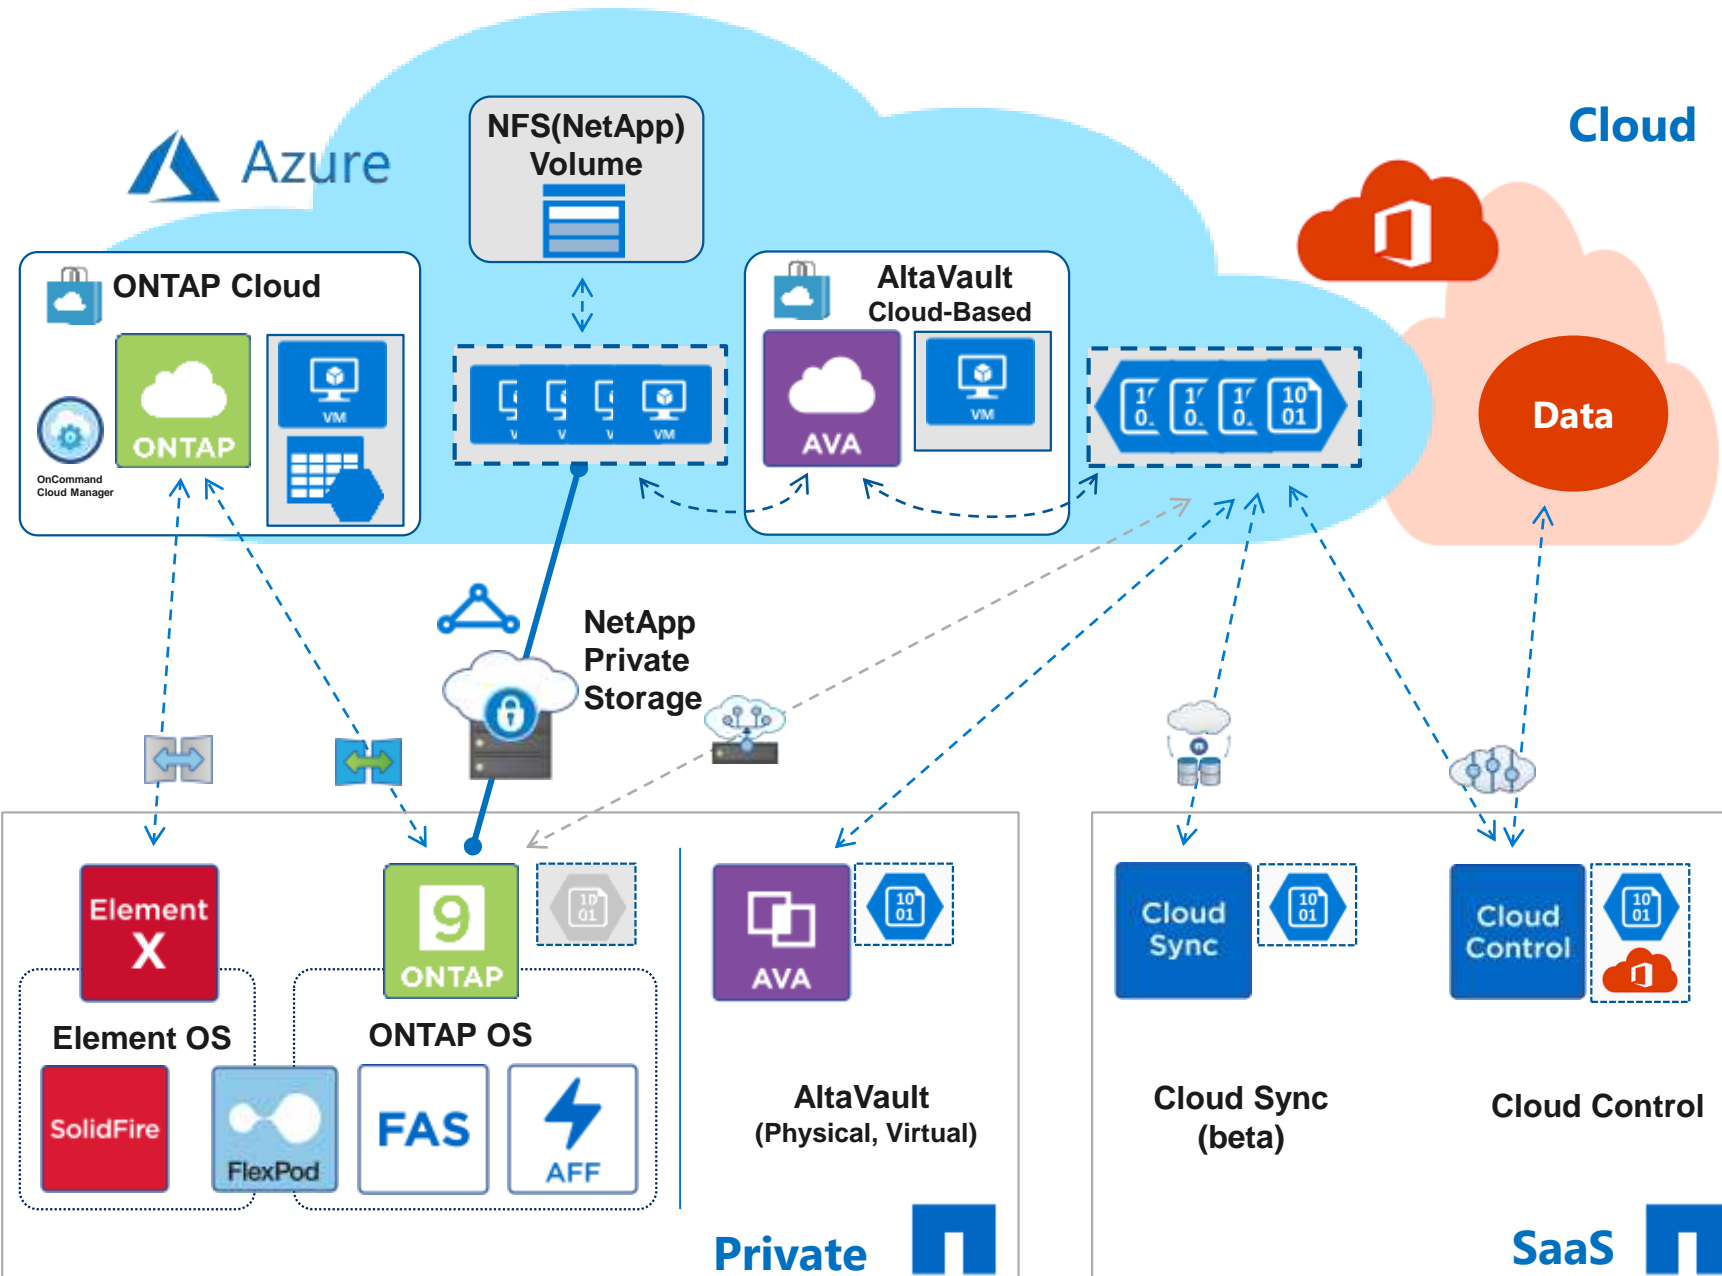 Cloud
Azure
NFS(NetApp)
Volume
ONTAP Cloud
ONTAP
VM
OnCommand
Cloud Manager
VM
AltaVault
Cloud-Based
AVA
VM
10
01
Data
NetApp
Private
Storage
Element
X
9
ONTAP
10
01
AVA
10
01
Cloud
Sync
10
01
Cloud
Control
10
01
Element OS
ONTAP OS
SolidFire
FlexPod
FAS
AFF
AltaVault
(Physical, Virtual)
Cloud Sync
(beta)
Cloud Control
Private
SaaS